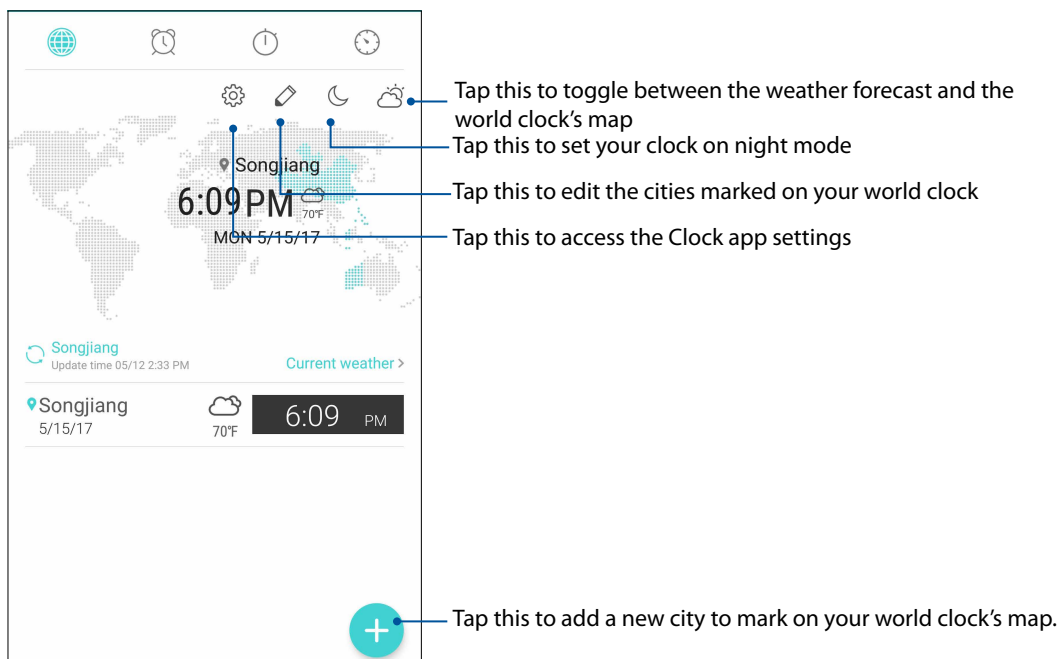 Tap this to toggle between the weather forecast and the
world clock's map
Tap this to set your clock on night mode
Songjiang
6:09 PM
70°F
Tap this to edit the cities marked on your world clock
MON 5/15/17
Tap this to access the Clock app settings
Songjiang
Update time 05/12 2:33 PM
Current weather >
Songjiang
5/15/17
70°F
6:09 PM
Tap this to add a new city to mark on your world clock's map.